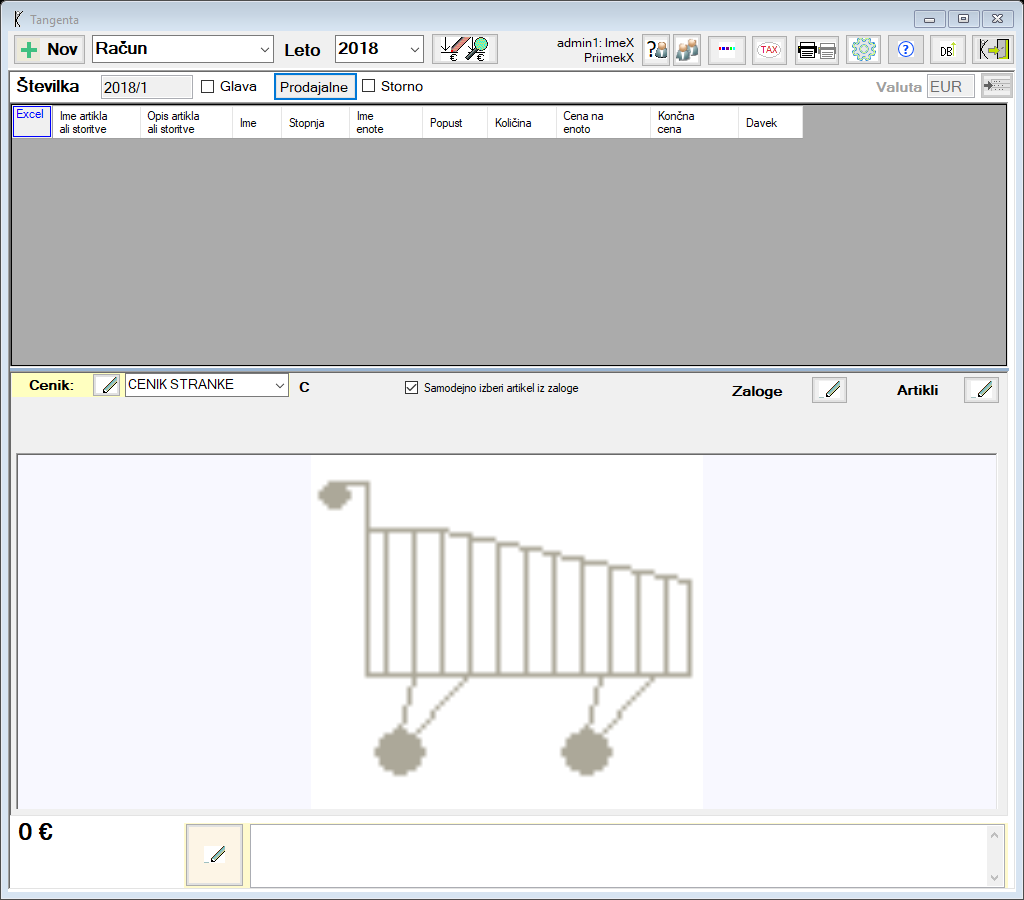 Tangenta
Nov
Račun
Leto
2018
€ €
admin1: ImeX
PriimekX
?
TAX
?
DB
Številka
2018/1
Glava
Prodajalne
Storno
Valuta
EUR
Excel
Ime artikla
ali storitve
Opis artikla
ali storitve
Ime
Stopnja
Ime
enote
Popust
Količina
Cena na
enoto
Končna
cena
Davek
Cenik:
CENIK STRANKE
C
Samodejno izberi artikel iz zaloge
Zaloge
Artikli
0 €